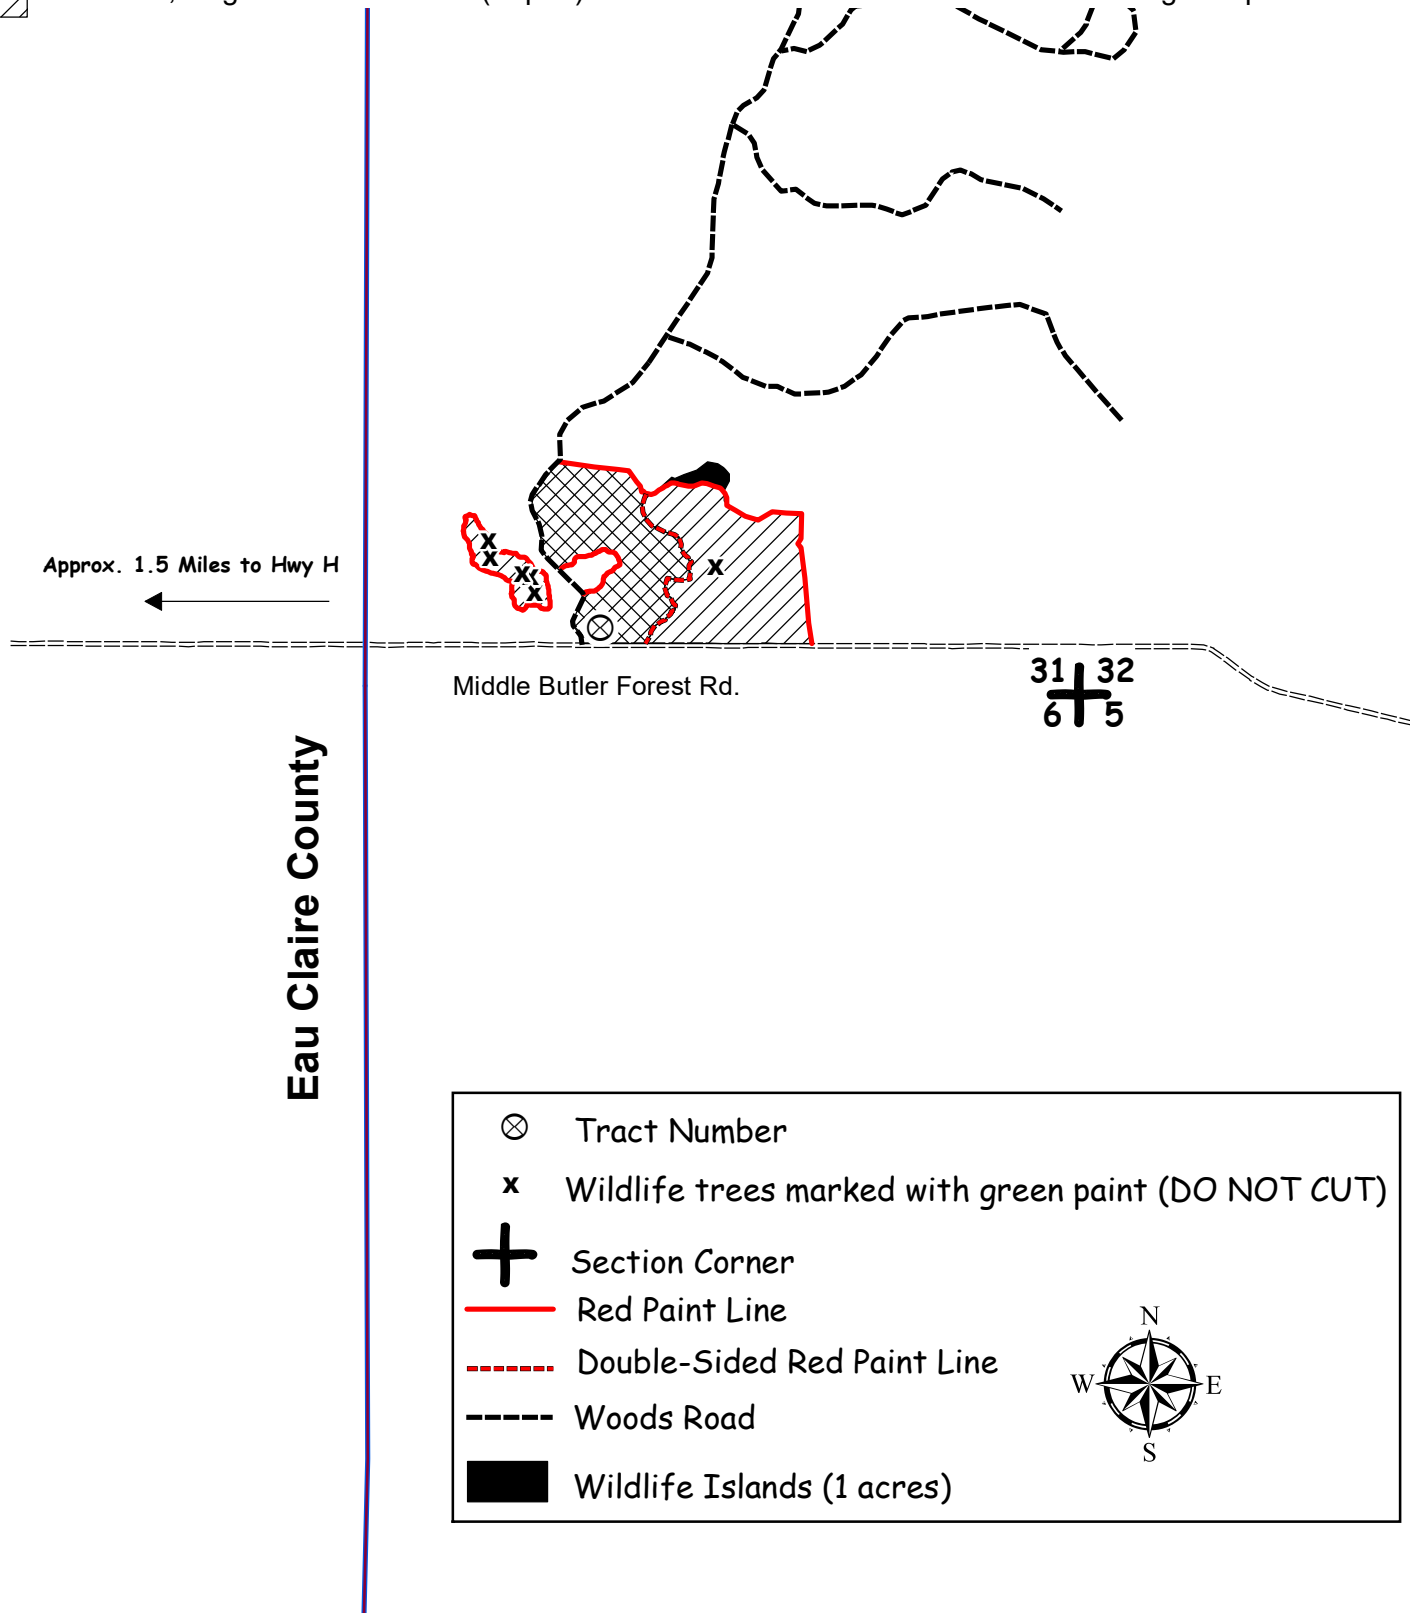 Approx. 1.5 Miles to Hwy H
x
x
x
x
x
x
31 32
6 5
Middle Butler Forest Rd.
Eau Claire County
Tract Number
x Wildlife trees marked with green paint (DO NOT CUT)
Section Corner
Red Paint Line
Double-Sided Red Paint Line
Woods Road
Wildlife Islands (1 acres)
N
W E
S